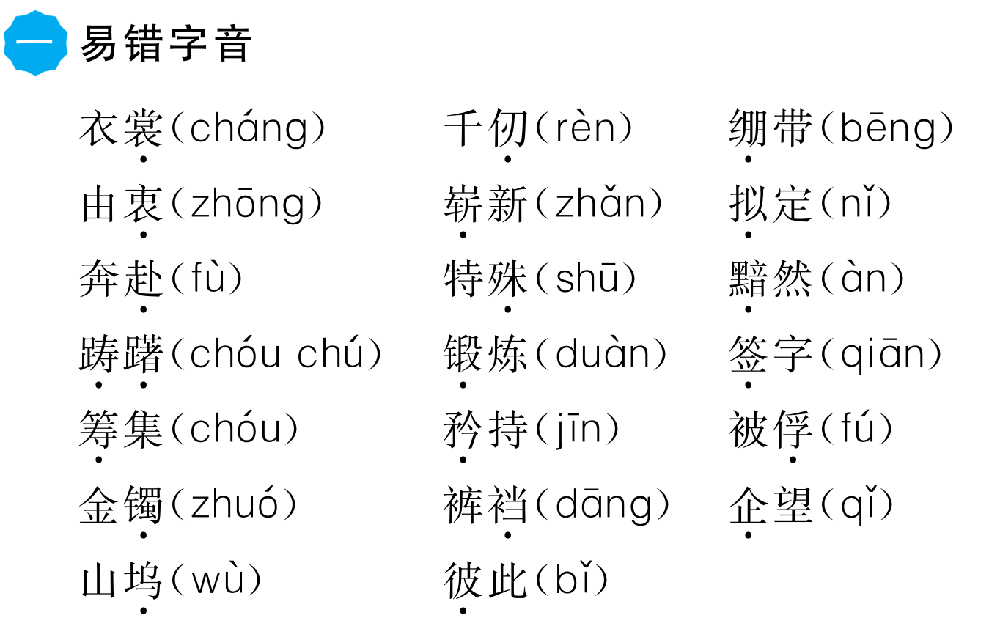 一 易错字音
衣裳(cháng) 千仞(rèn) 绷带(bēng)
由衷(zhōng) 崭新(zhǎn) 拟定(nǐ)
奔赴(fù) 特殊(shū) 黯然(àn)
踌躇(chóu chú) 锻炼(duàn) 签字(qiān)
筹集(chóu) 矜持(jīn) 被俘(fú)
金镯(zhuó) 裤裆(dāng) 企望(qǐ)
山坞(wù) 彼此(bǐ)